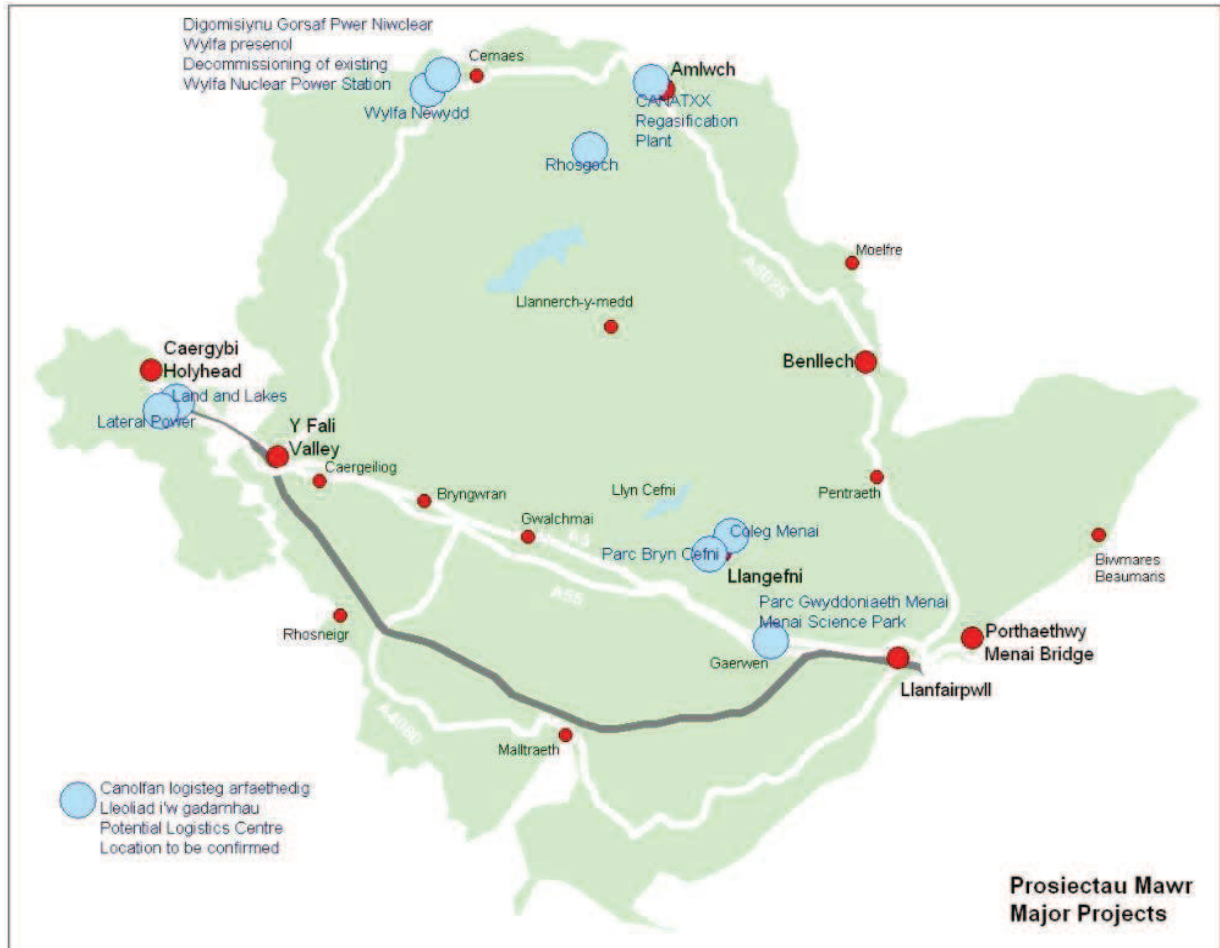 Digomisiynu Gorsaf Pwer Niwclear
Wylfa presenol
Decommissioning of existing
Wylfa Nuclear Power Station
Cemaes
Amlwch
Wylfa Newydd
CANATXX
Regasification
Plant
Rhosgoch
Moelfre
A5025
Llannerch-y-medd
Caergybi
Holyhead
Benllech
Land and Lakes
Lateral Power
Y Fali
Valley
Caergeiliog
Bryngwran
Llyn Cefni
Pentraeth
Gwalchmai
A5
Coleg Menai
Parc Bryn Cefni
Llangefni
Biwmares
Beaumaris
A55
Parc Gwyddoniaeth Menai
Menai Science Park
Rhosneigr
Gaerwen
Porthaethwy
Menai Bridge
Llanfairpwll
A4080
Malltraeth
Canolfan logisteg arfaethedig
Lleoliad i'w gadarnhau
Potential Logistics Centre
Location to be confirmed
Prosiectau Mawr
Major Projects